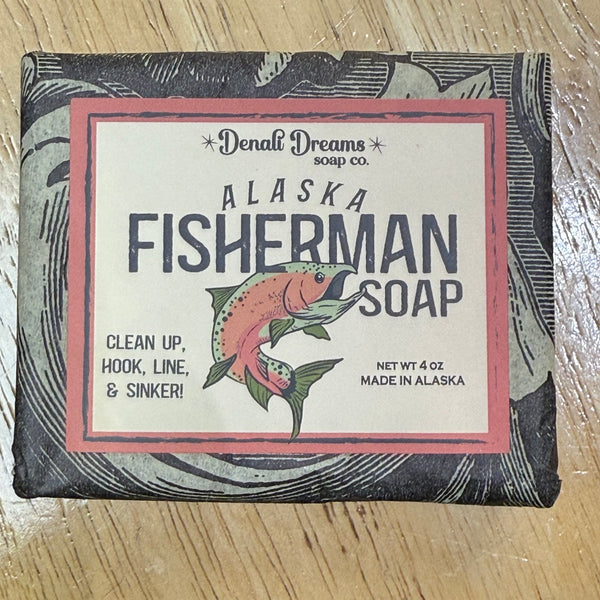 Denali Dreams
soap co.
ALASKA
FISHERMAN
SOAP
CLEAN UP,
HOOK, LINE,
& SINKER!
NET WT 4 OZ
MADE IN ALASKA